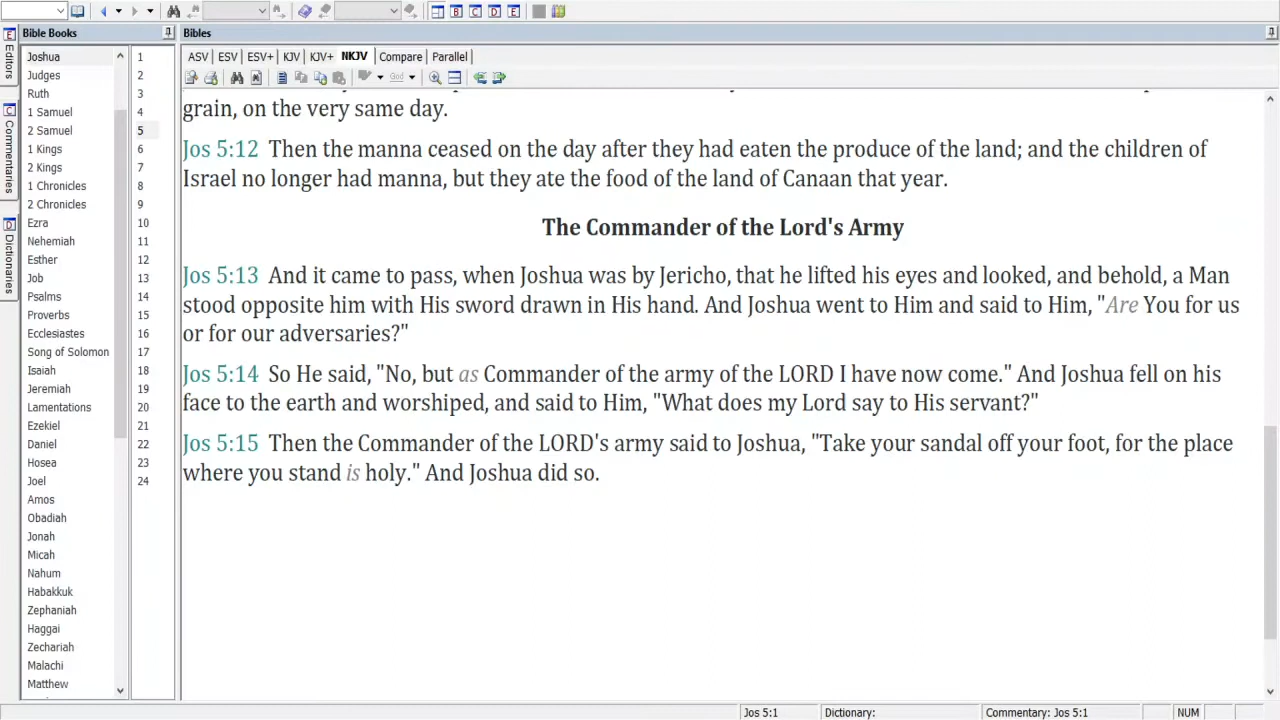 Bible Books
Bibles
Editors
Commentaries
Dictionaries
Joshua
Judges
Ruth
1 Samuel
2 Samuel
1 Kings
2 Kings
1 Chronicles
2 Chronicles
Ezra
Nehemiah
Esther
Job
Psalms
Proverbs
Ecclesiastes
Song of Solomon
Isaiah
Jeremiah
Lamentations
Ezekiel
Daniel
Hosea
Joel
Amos
Obadiah
Jonah
Micah
Nahum
Habakkuk
Zephaniah
Haggai
Zechariah
Malachi
Matthew
1
2
3
4
5
6
7
8
9
10
11
12
13
14
15
16
17
18
19
20
21
22
23
24
ASV ESV ESV+ KJV KJV+ NKJV Compare Parallel
grain, on the very same day.
Jos 5:12 Then the manna ceased on the day after they had eaten the produce of the land; and the children of
Israel no longer had manna, but they ate the food of the land of Canaan that year.
The Commander of the Lord's Army
Jos 5:13 And it came to pass, when Joshua was by Jericho, that he lifted his eyes and looked, and behold, a Man
stood opposite him with His sword drawn in His hand. And Joshua went to Him and said to Him, "Are You for us
or for our adversaries?"
Jos 5:14 So He said, "No, but as Commander of the army of the LORD I have now come." And Joshua fell on his
face to the earth and worshiped, and said to Him, "What does my Lord say to His servant?"
Jos 5:15 Then the Commander of the LORD's army said to Joshua, "Take your sandal off your foot, for the place
where you stand is holy." And Joshua did so.
Jos 5:1 Dictionary: Commentary: Jos 5:1 NUM